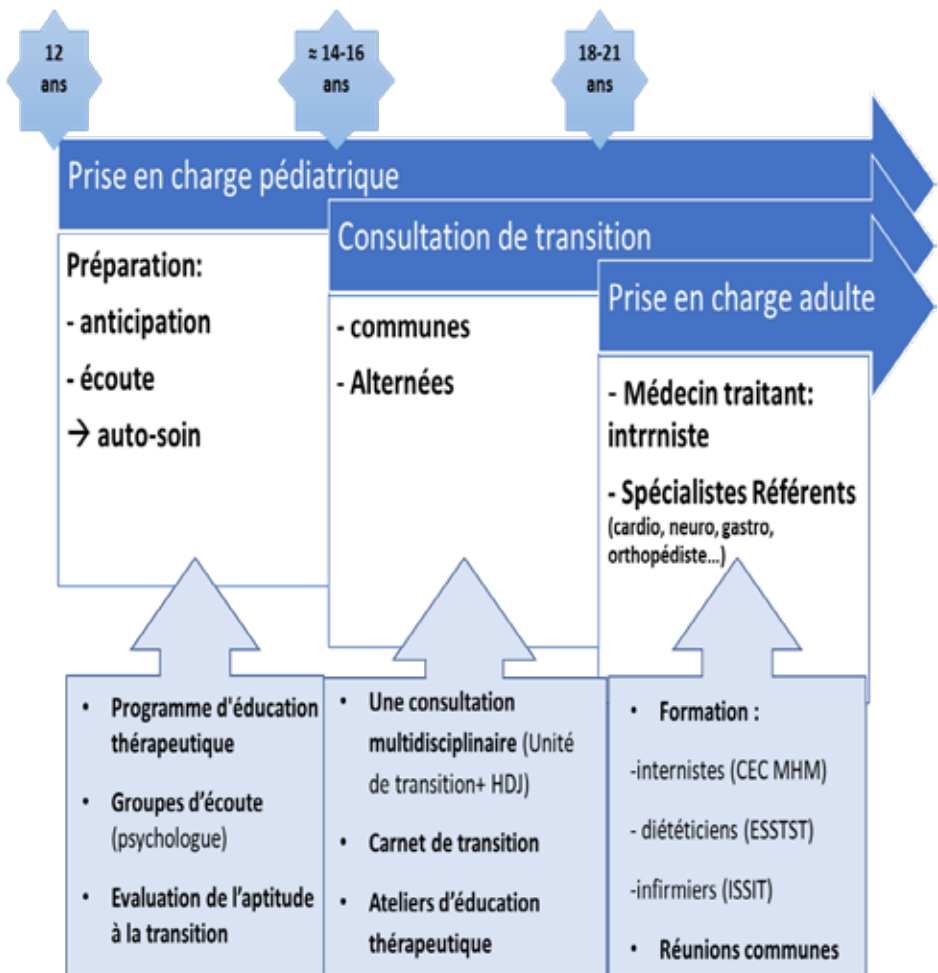 12
ans
≈ 14-16
ans
18-21
ans
Prise en charge pédiatrique
Consultation de transition
Prise en charge adulte
Préparation:
- anticipation
- écoute
→ auto-soin
- communes
- Alternées
- Médecin traitant:
intrrniste
- Spécialistes Référents
(cardio, neuro, gastro,
orthopédiste...)
• Programme d'éducation
thérapeutique
• Groupes d’écoute
(psychologue)
• Evaluation de l’aptitude
à la transition
• Une consultation
multidisciplinaire (Unité
de transition+ HDJ)
• Carnet de transition
• Ateliers d’éducation
thérapeutique
• Formation :
-internistes (CEC MHM)
- diététiciens (ESSTST)
-infirmiers (ISSIT)
• Réunions communes